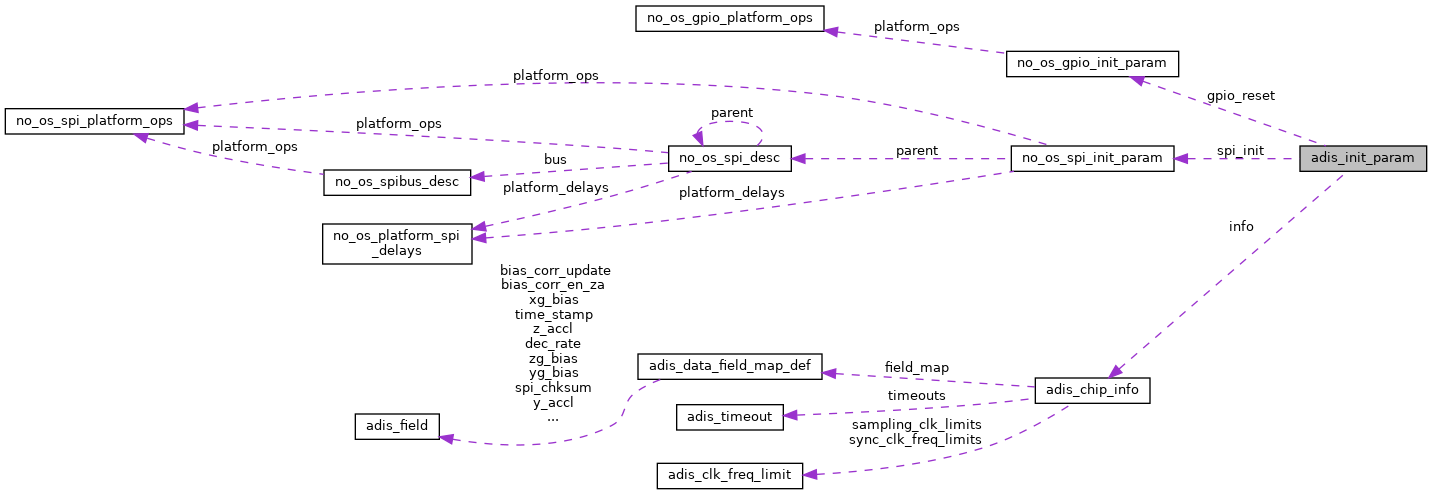 no_os_gpio_platform_ops
platform_ops
no_os_gpio_init_param
platform_ops
gpio_reset
no_os_spi_platform_ops
platform_ops
parent
platform_ops
bus
no_os_spi_desc
parent
no_os_spi_init_param
spi_init
adis_init_param
no_os_spibus_desc
platform_delays
platform_delays
no_os_platform_spi
_delays
info
bias_corr_update
bias_corr_en_za
xg_bias
time_stamp
z_accl
dec_rate
zg_bias
yg_bias
spi_chksum
y_accl
...
adis_data_field_map_def
field_map
adis_chip_info
timeouts
adis_timeout
adis_field
sampling_clk_limits
sync_clk_freq_limits
adis_clk_freq_limit